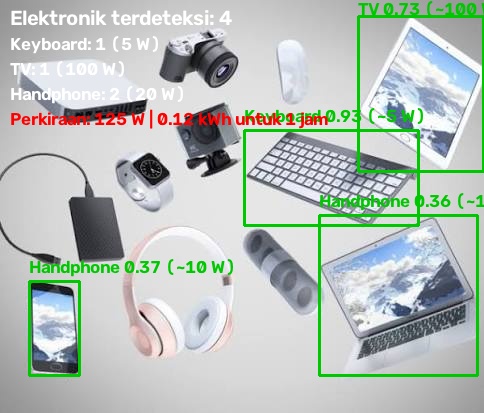 Elektronik terdeteksi: 4
Keyboard: 1 (5 W)
TV: 1 (100 W)
Handphone: 2 (20 W)
Perkiraan: 125 W | 0.12 kWh untuk 1 jam
TV 0.73 (~100
Keyboard 0.93 (~5 W)
Handphone 0.36 (~1
Handphone 0.37 (~10 W)